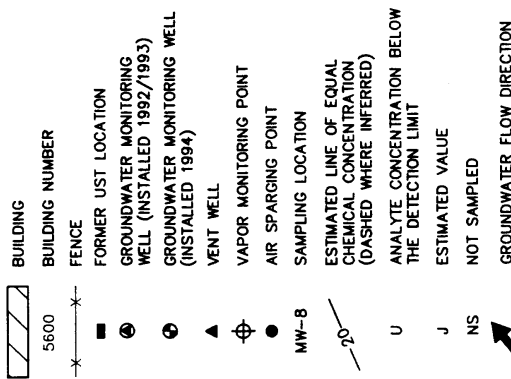 BUILDING
5600 BUILDING NUMBER
FENCE
FORMER UST LOCATION
GROUNDWATER MONITORING
WELL (INSTALLED 1992/1993)
GROUNDWATER MONITORING WELL
(INSTALLED 1994)
VENT WELL
VAPOR MONITORING POINT
AIR SPARGING POINT
MW-8 SAMPLING LOCATION
20 ESTIMATED LINE OF EQUAL
CHEMICAL CONCENTRATION
(DASHED WHERE INFERRED)
U ANALYTE CONCENTRATION BELOW
THE DETECTION LIMIT
J ESTIMATED VALUE
NS NOT SAMPLED
GROUNDWATER FLOW DIRECTION